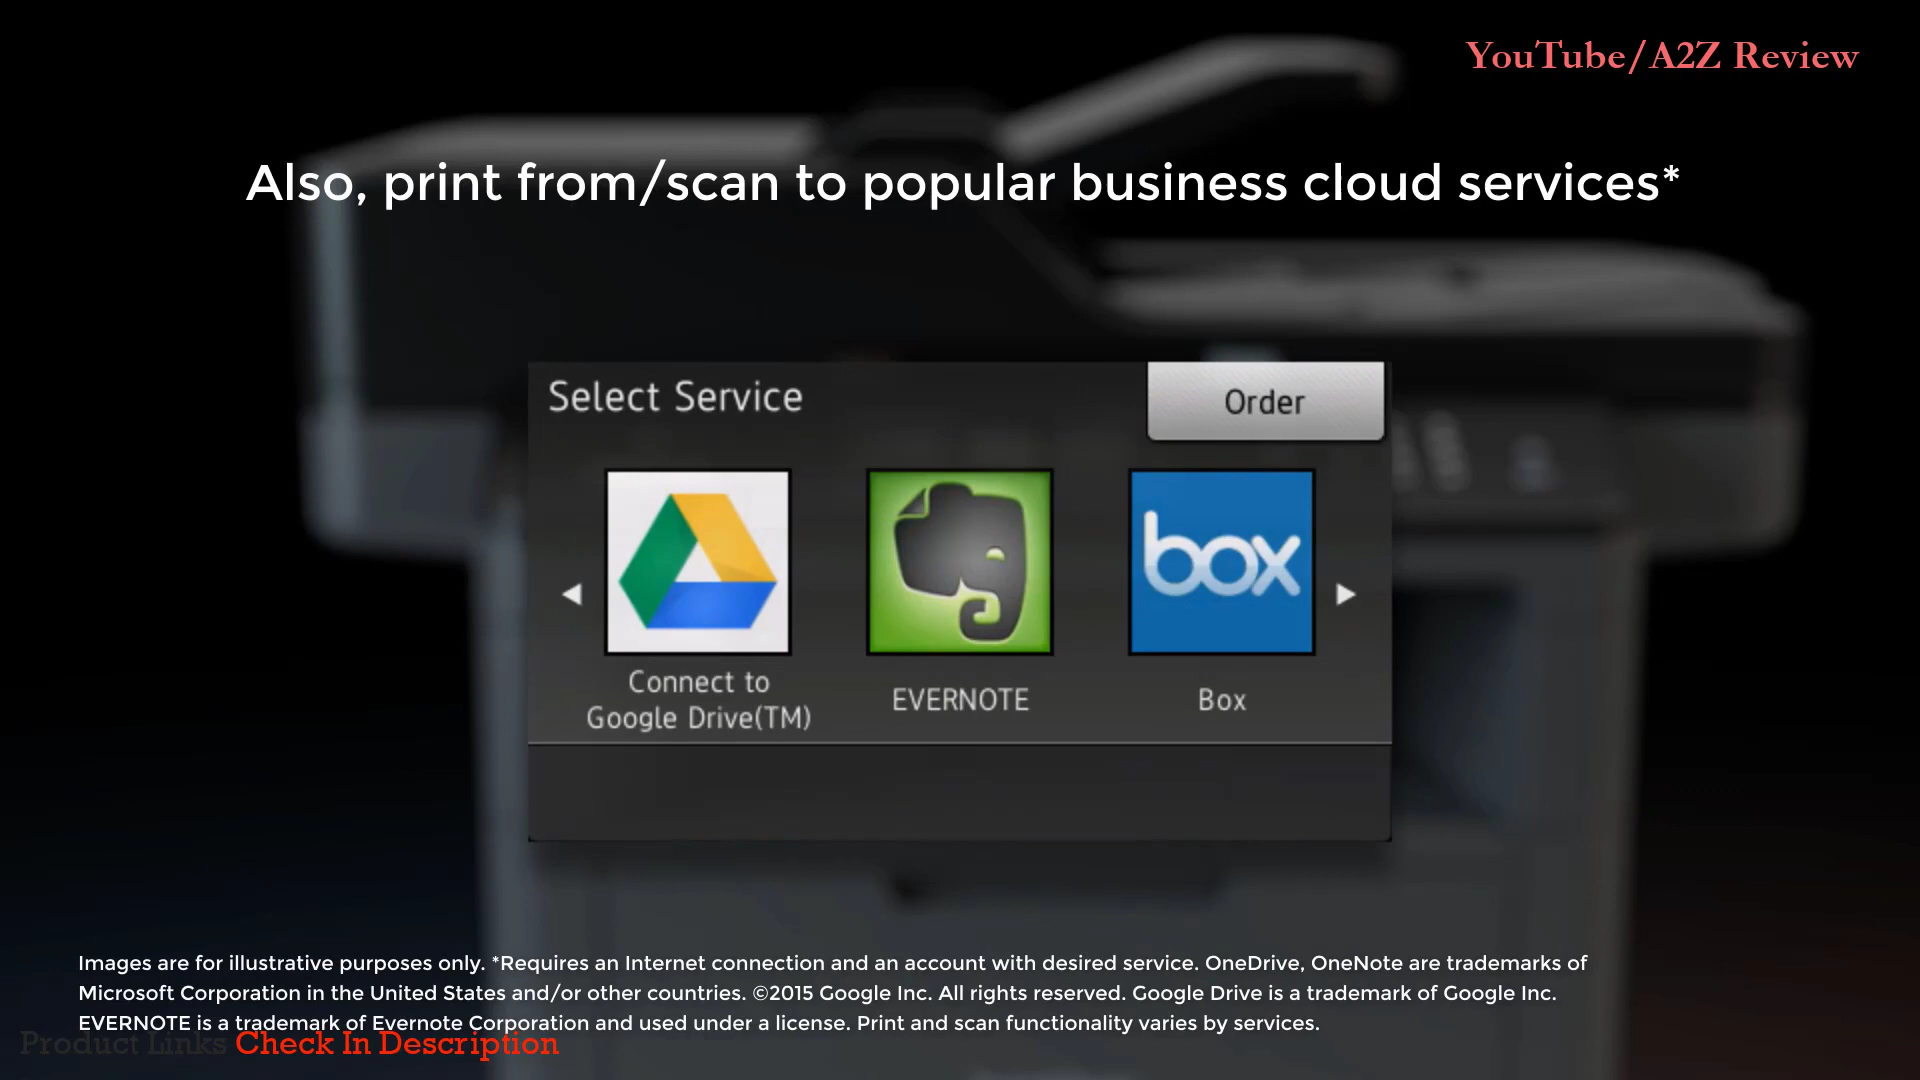 YouTube/A2Z Review
Also, print from/scan to popular business cloud services*
Select Service
Order
box
Connect to
Google Drive(TM)
EVERNOTE
Box
Images are for illustrative purposes only. *Requires an Internet connection and an account with desired service. OneDrive, OneNote are trademarks of
Microsoft Corporation in the United States and/or other countries. ©2015 Google Inc. All rights reserved. Google Drive is a trademark of Google Inc.
EVERNOTE is a trademark of Evernote Corporation and used under a license. Print and scan functionality varies by services.
Product Links Check In Description